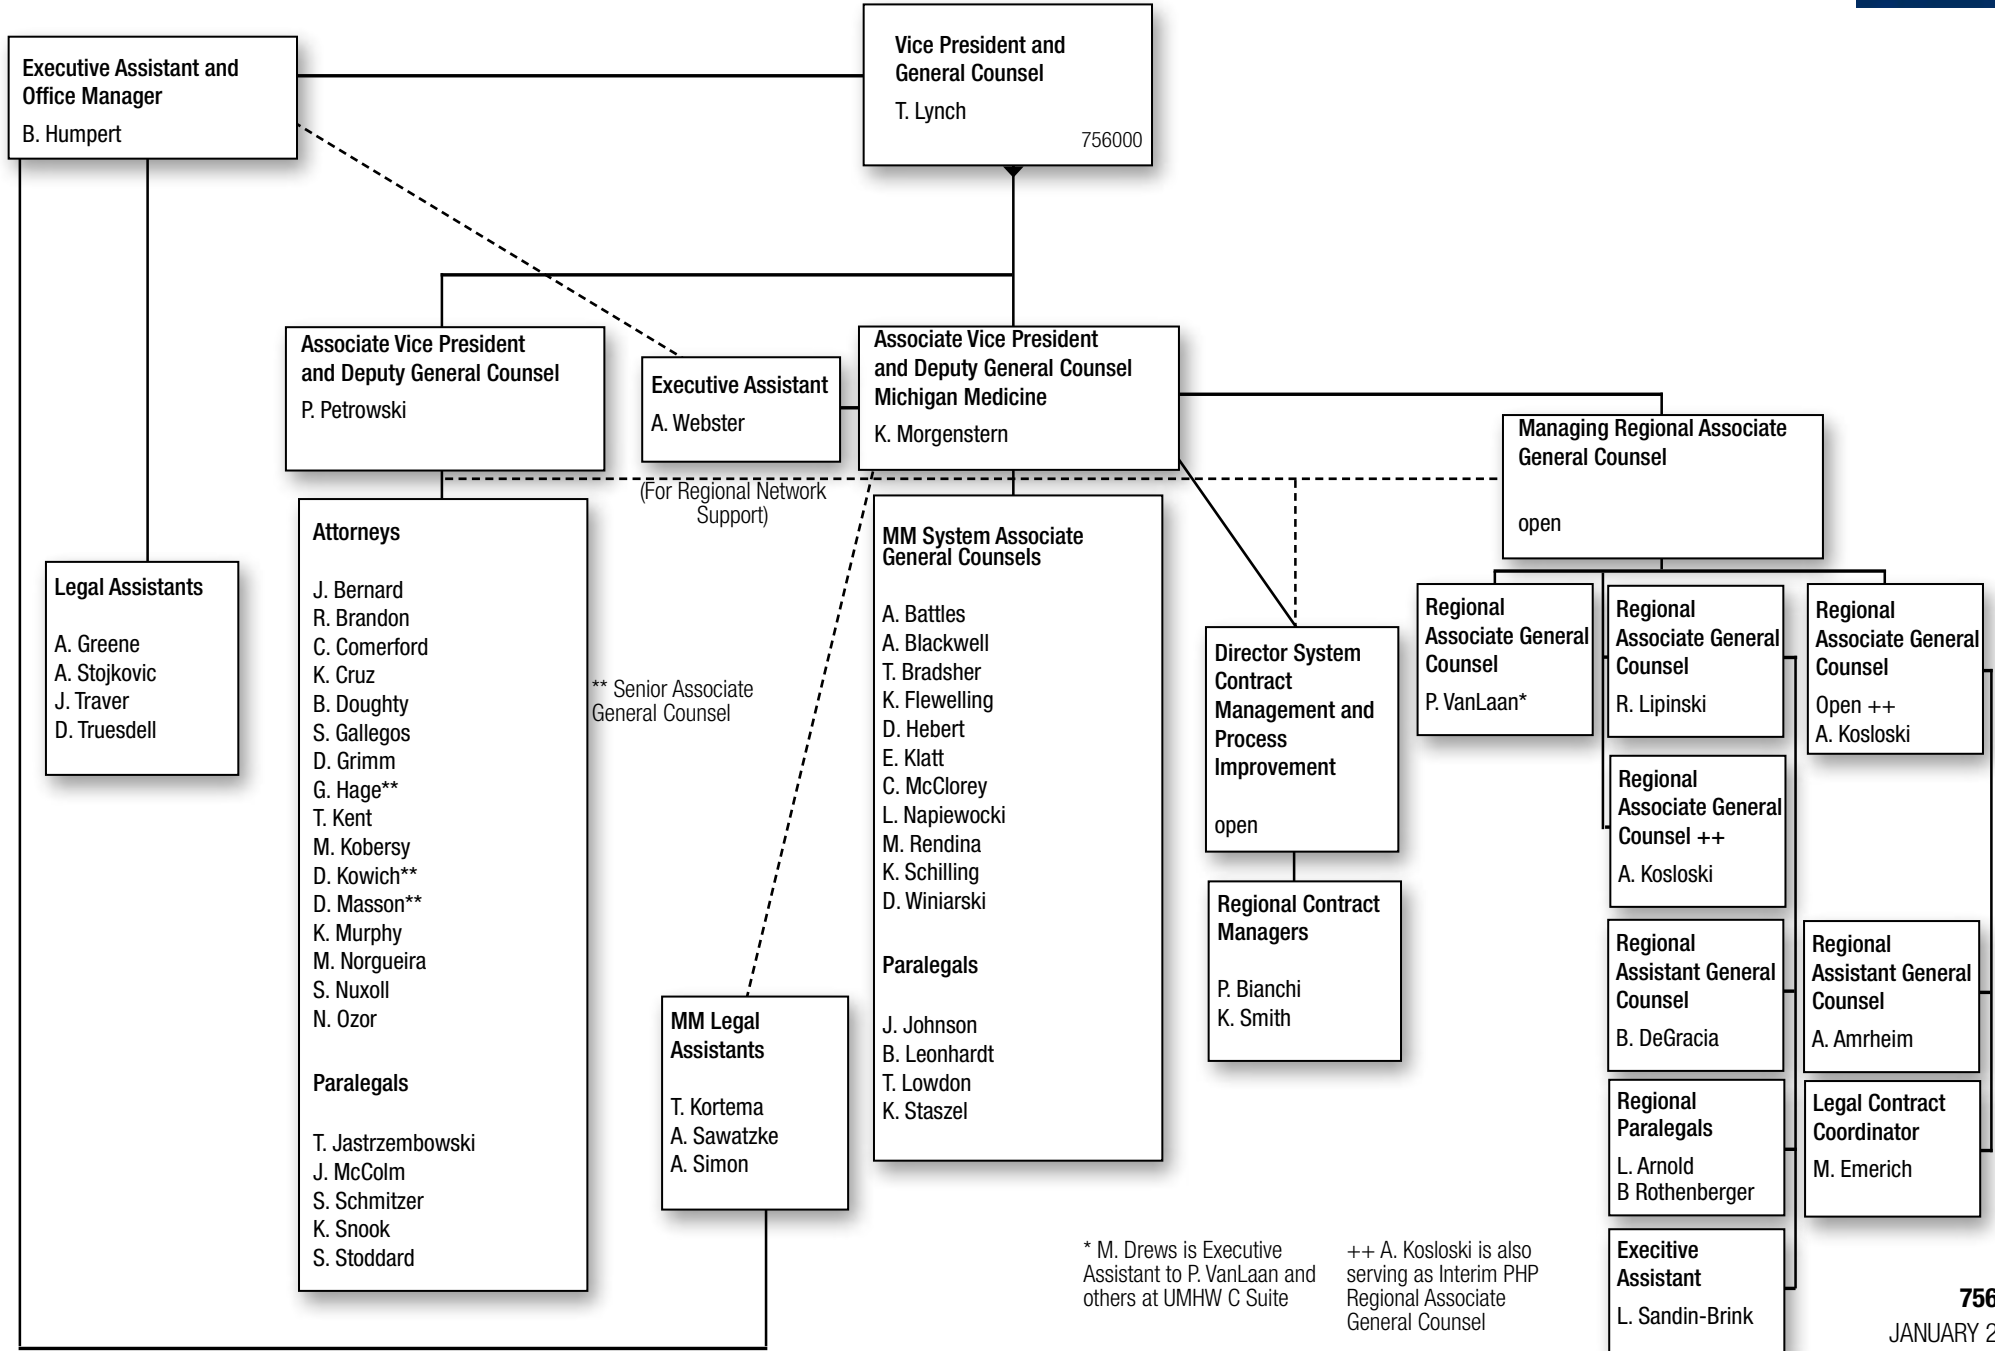 Executive Assistant and
Office Manager
B. Humpert
Vice President and
General Counsel
T. Lynch
756000
Associate Vice President
and Deputy General Counsel
P. Petrowski
Executive Assistant
A. Webster
Associate Vice President
and Deputy General Counsel
Michigan Medicine
K. Morgenstern
Managing Regional Associate
General Counsel
open
(For Regional Network
Support)
Legal Assistants
A. Greene
A. Stojkovic
J. Traver
D. Truesdell
Attorneys
J. Bernard
R. Brandon
C. Comerford
K. Cruz
B. Doughty
S. Gallegos
D. Grimm
G. Hage**
T. Kent
M. Kobersy
D. Kowich**
D. Masson**
K. Murphy
M. Norgueira
S. Nuxoll
N. Ozor
Paralegals
T. Jastrzembowski
J. McColm
S. Schmitzer
K. Snook
S. Stoddard
** Senior Associate
General Counsel
MM Legal
Assistants
T. Kortema
A. Sawatzke
A. Simon
MM System Associate
General Counsels
A. Battles
A. Blackwell
T. Bradsher
K. Flewelling
D. Hebert
E. Klatt
C. McClorey
L. Napiewocki
M. Rendina
K. Schilling
D. Winiarski
Paralegals
J. Johnson
B. Leonhardt
T. Lowdon
K. Staszel
Director System
Contract
Management and
Process
Improvement
open
Regional Contract
Managers
P. Bianchi
K. Smith
Regional
Associate General
Counsel
P. VanLaan*
Regional
Associate General
Counsel
R. Lipinski
Regional
Associate General
Counsel
Open ++
A. Kosloski
Regional
Associate General
Counsel ++
A. Kosloski
Regional
Assistant General
Counsel
B. DeGracia
Regional
Assistant General
Counsel
A. Amrheim
Regional
Paralegals
L. Arnold
B Rothenberger
Legal Contract
Coordinator
M. Emerich
Execitive
Assistant
L. Sandin-Brink
* M. Drews is Executive
Assistant to P. VanLaan and
others at UMHW C Suite
++ A. Kosloski is also
serving as Interim PHP
Regional Associate
General Counsel
756
JANUARY 2